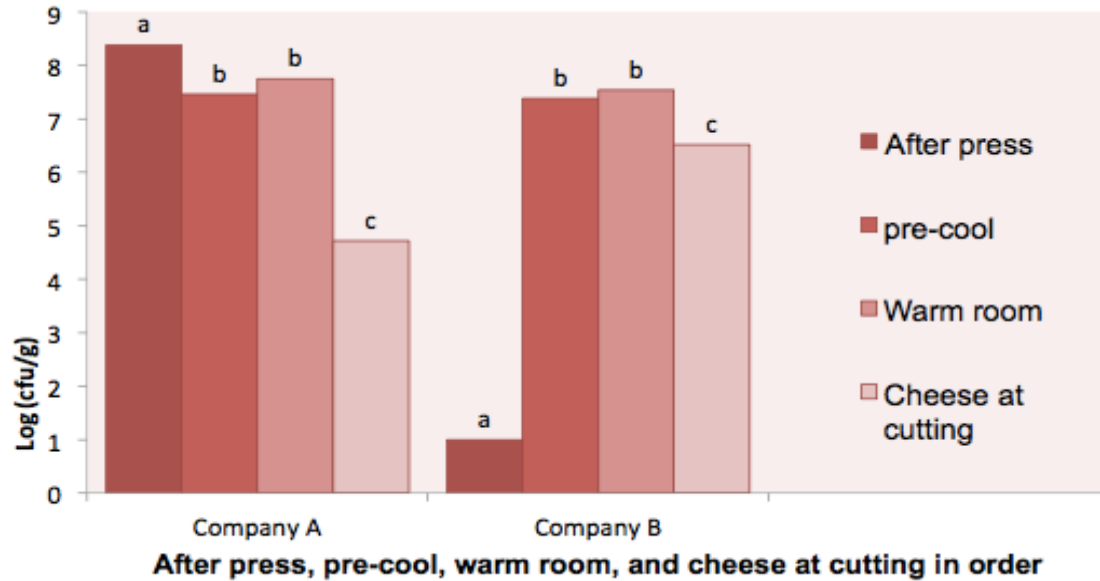 9
8
7
6
5
4
3
2
1
0
Log (cfu/g)
a
b
b
c
a
b
b
c
After press
pre-cool
Warm room
Cheese at
cutting
Company A
Company B
After press, pre-cool, warm room, and cheese at cutting in order